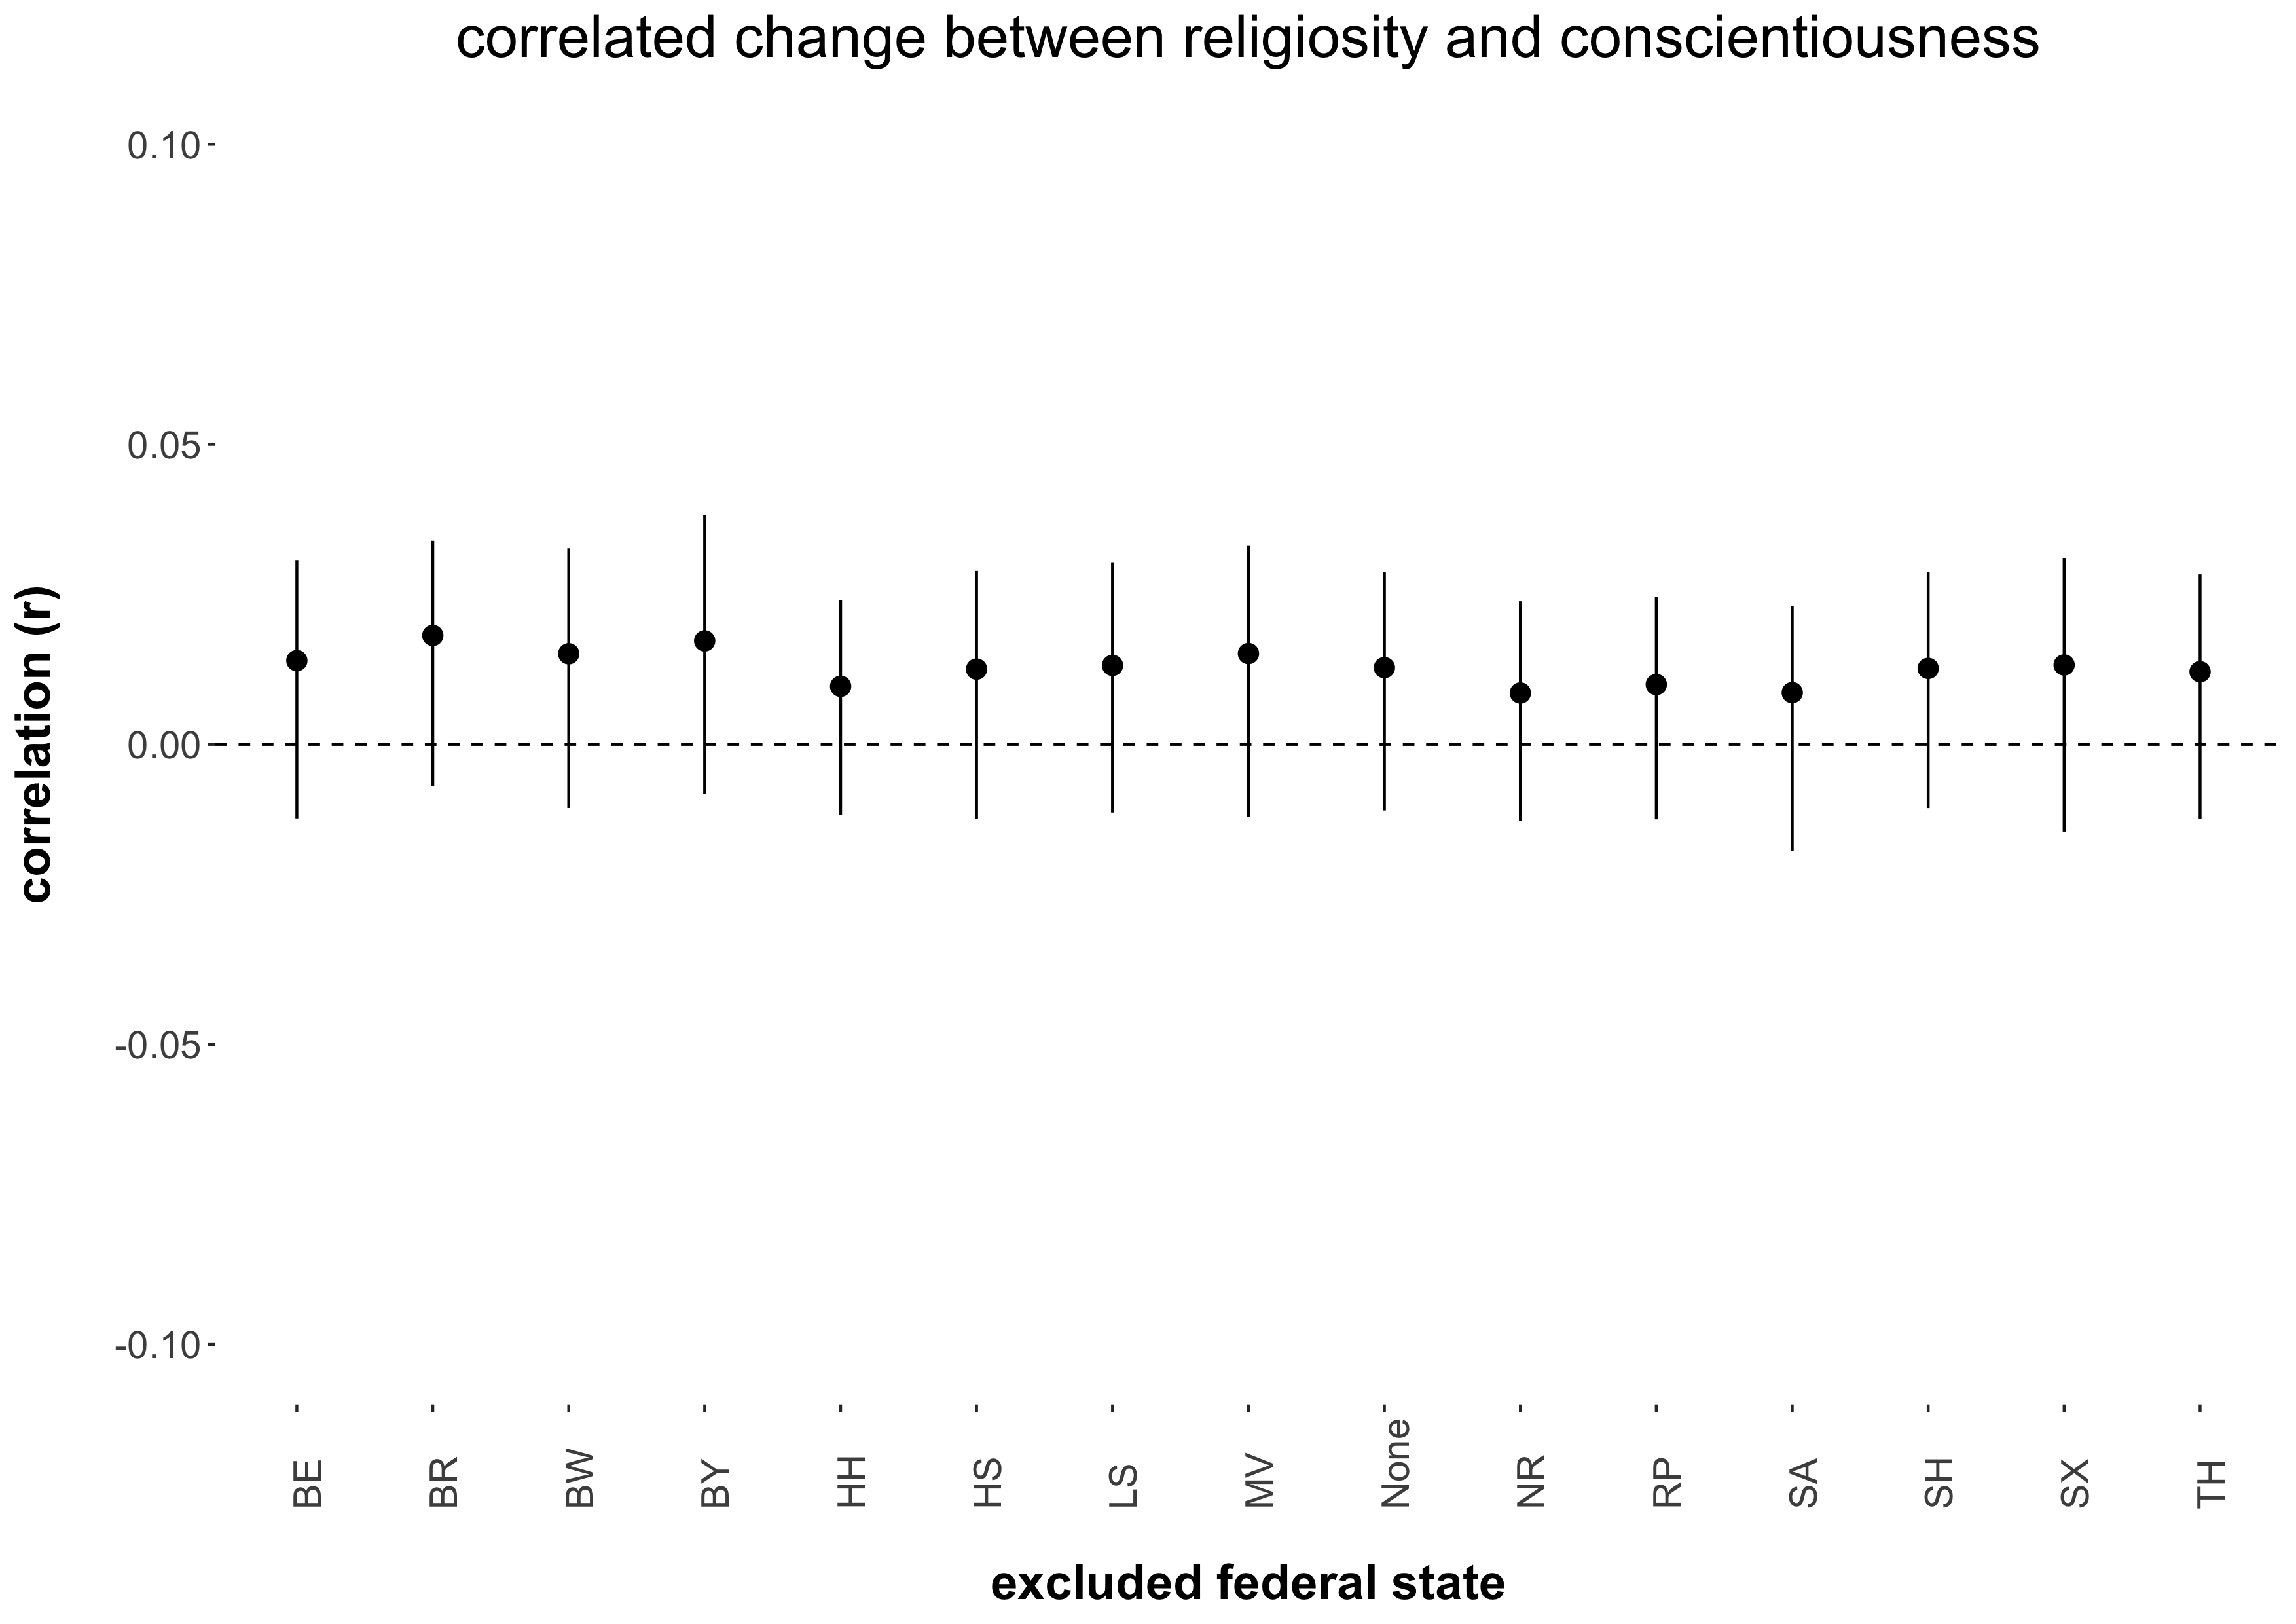 correlated change between religiosity and conscientiousness
correlation (r)
0.10
0.05
0.00
-0.05
-0.10
BE BR BW BY HH HS LS MV None NR RP SA SH SX TH
excluded federal state